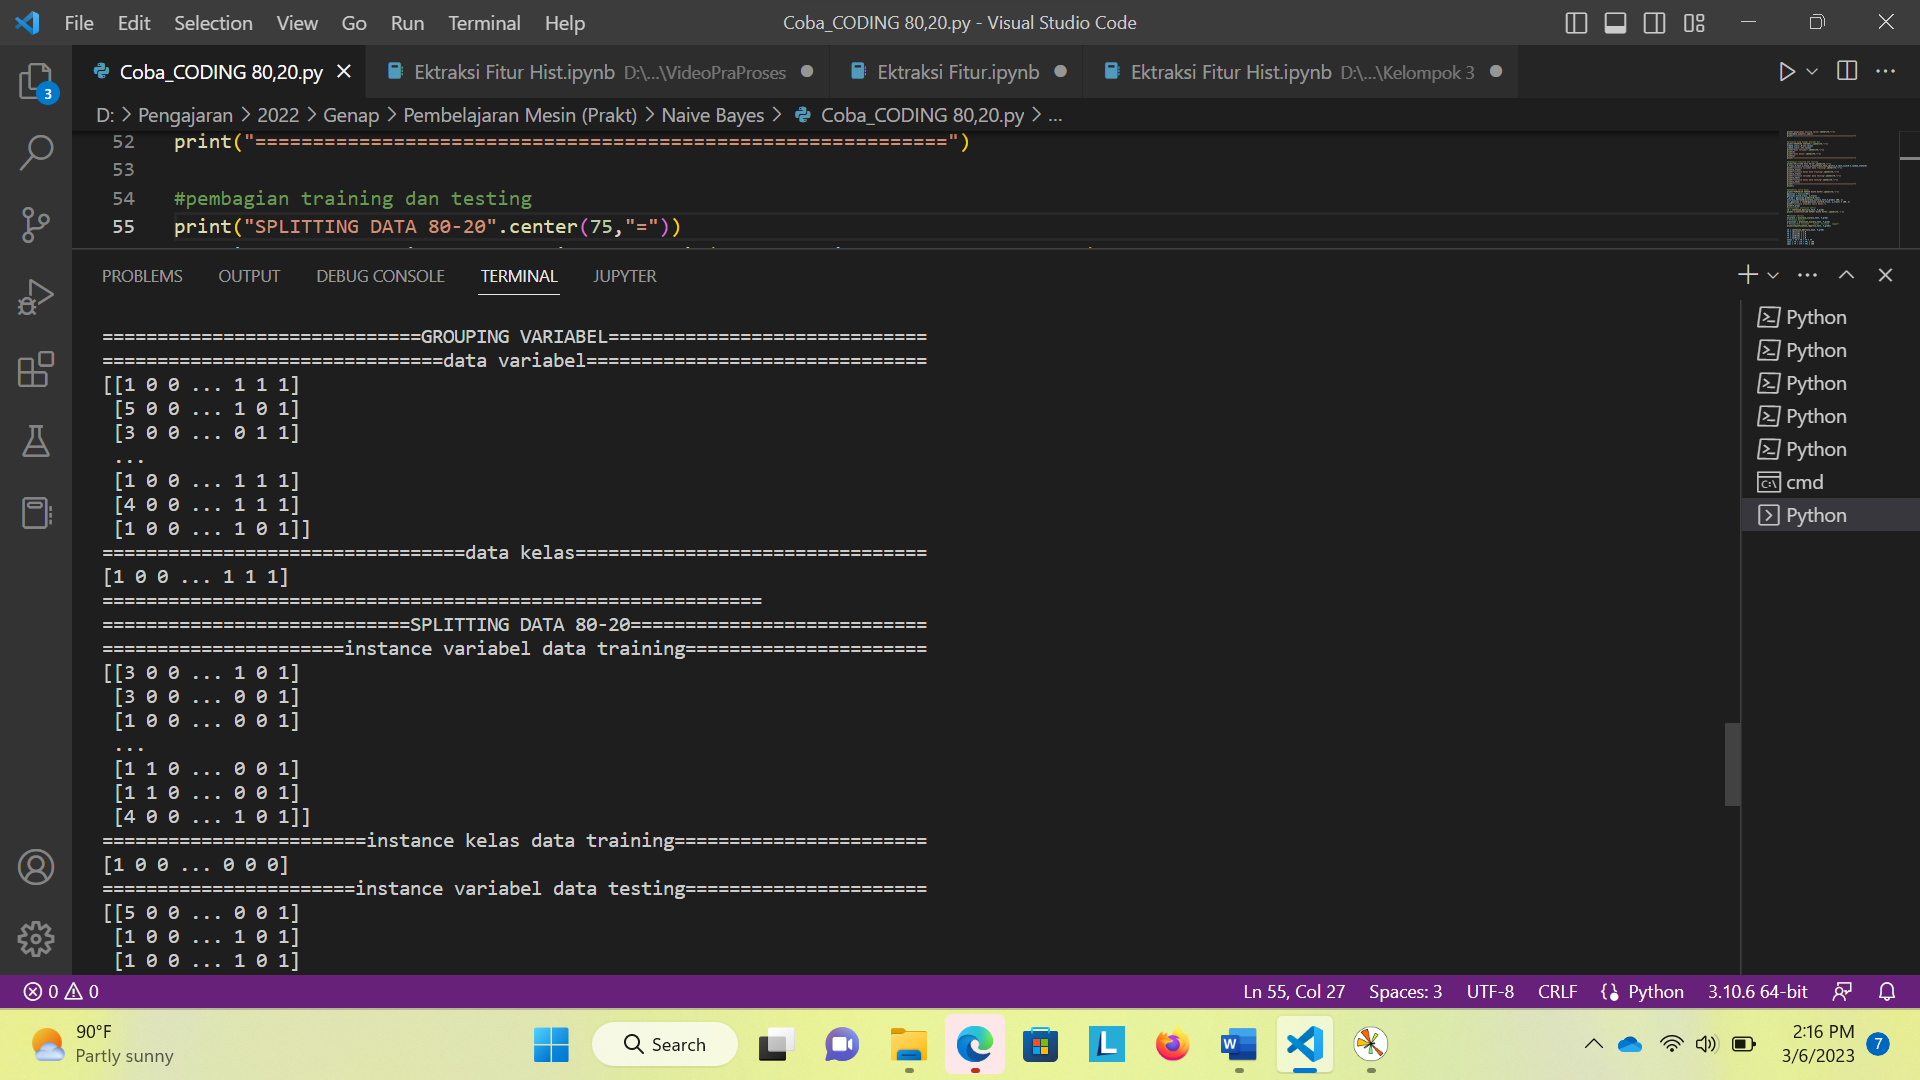 File Edit Selection View Go Run Terminal Help
Coba_CODING 80,20.py - Visual Studio Code
Coba_CODING 80,20.py
Ektraksi Fitur Hist.ipynb D:\...\VideoPraProses
Ektraksi Fitur.ipynb
Ektraksi Fitur Hist.ipynb D:\...\Kelompok 3
D: > Pengajaran > 2022 > Genap > Pembelajaran Mesin (Prakt) > Naive Bayes > Coba_CODING 80,20.py > ...
52 print("============================================================")
53
54 #pembagian training dan testing
55 print("SPLITTING DATA 80-20".center(75,"="))
PROBLEMS OUTPUT DEBUG CONSOLE TERMINAL JUPYTER
=============================GROUPING VARIABEL=============================
===============================data variabel===============================
[[1 0 0 ... 1 1 1]
 [5 0 0 ... 1 0 1]
 [3 0 0 ... 0 1 1]
 ...
 [1 0 0 ... 1 1 1]
 [4 0 0 ... 1 1 1]
 [1 0 0 ... 1 0 1]]
=================================data kelas================================
[1 0 0 ... 1 1 1]
============================================================
============================SPLITTING DATA 80-20===========================
======================instance variabel data training======================
[[3 0 0 ... 1 0 1]
 [3 0 0 ... 0 0 1]
 [1 0 0 ... 0 0 1]
 ...
 [1 1 0 ... 0 0 1]
 [1 1 0 ... 0 0 1]
 [4 0 0 ... 1 0 1]]
========================instance kelas data training=======================
[1 0 0 ... 0 0 0]
=======================instance variabel data testing======================
[[5 0 0 ... 0 0 1]
 [1 0 0 ... 1 0 1]
 [1 0 0 ... 1 0 1]
Python
Python
Python
Python
Python
cmd
Python
3
0 0
Ln 55, Col 27 Spaces: 3 UTF-8 CRLF Python 3.10.6 64-bit
90°F
Partly sunny
Search
2:16 PM
3/6/2023
7